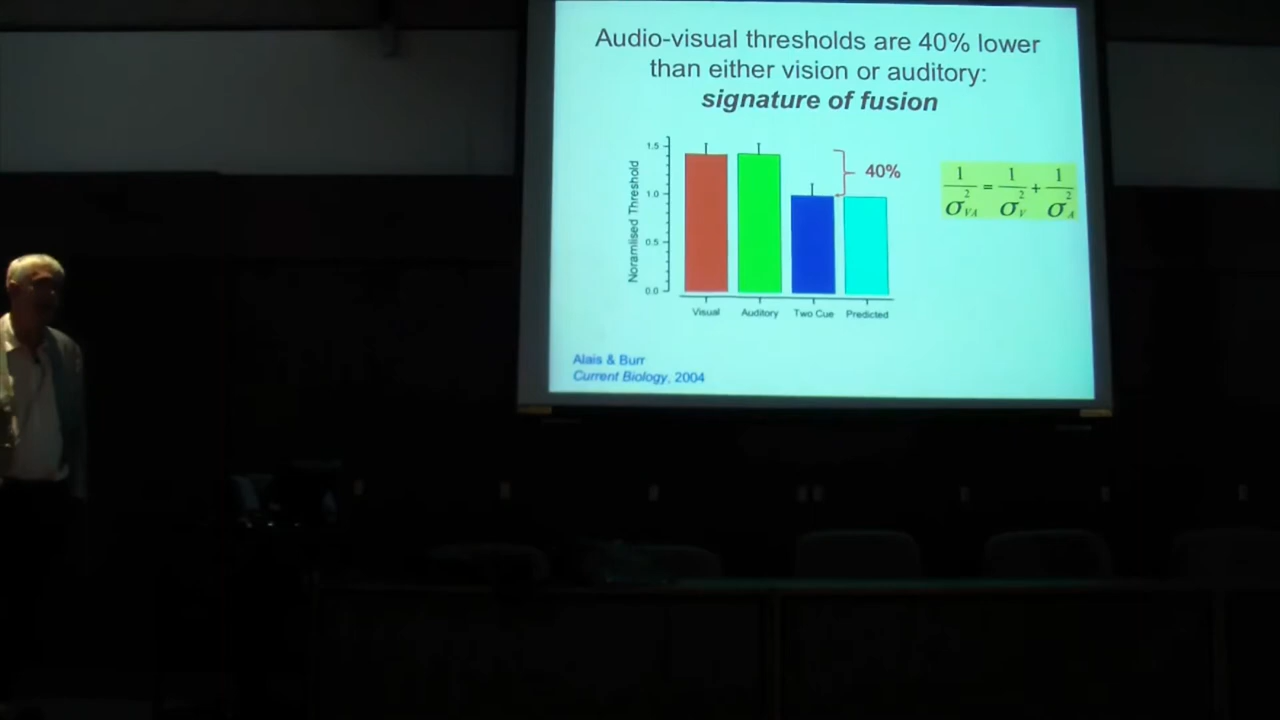 Audio-visual thresholds are 40% lower
than either vision or auditory:
signature of fusion
Noramlised Threshold
1.5
1.0
0.5
0.0
40%
Visual Auditory Two Cue Predicted
1/σ²VA = 1/σ²V + 1/σ²A
Alais & Burr
Current Biology, 2004